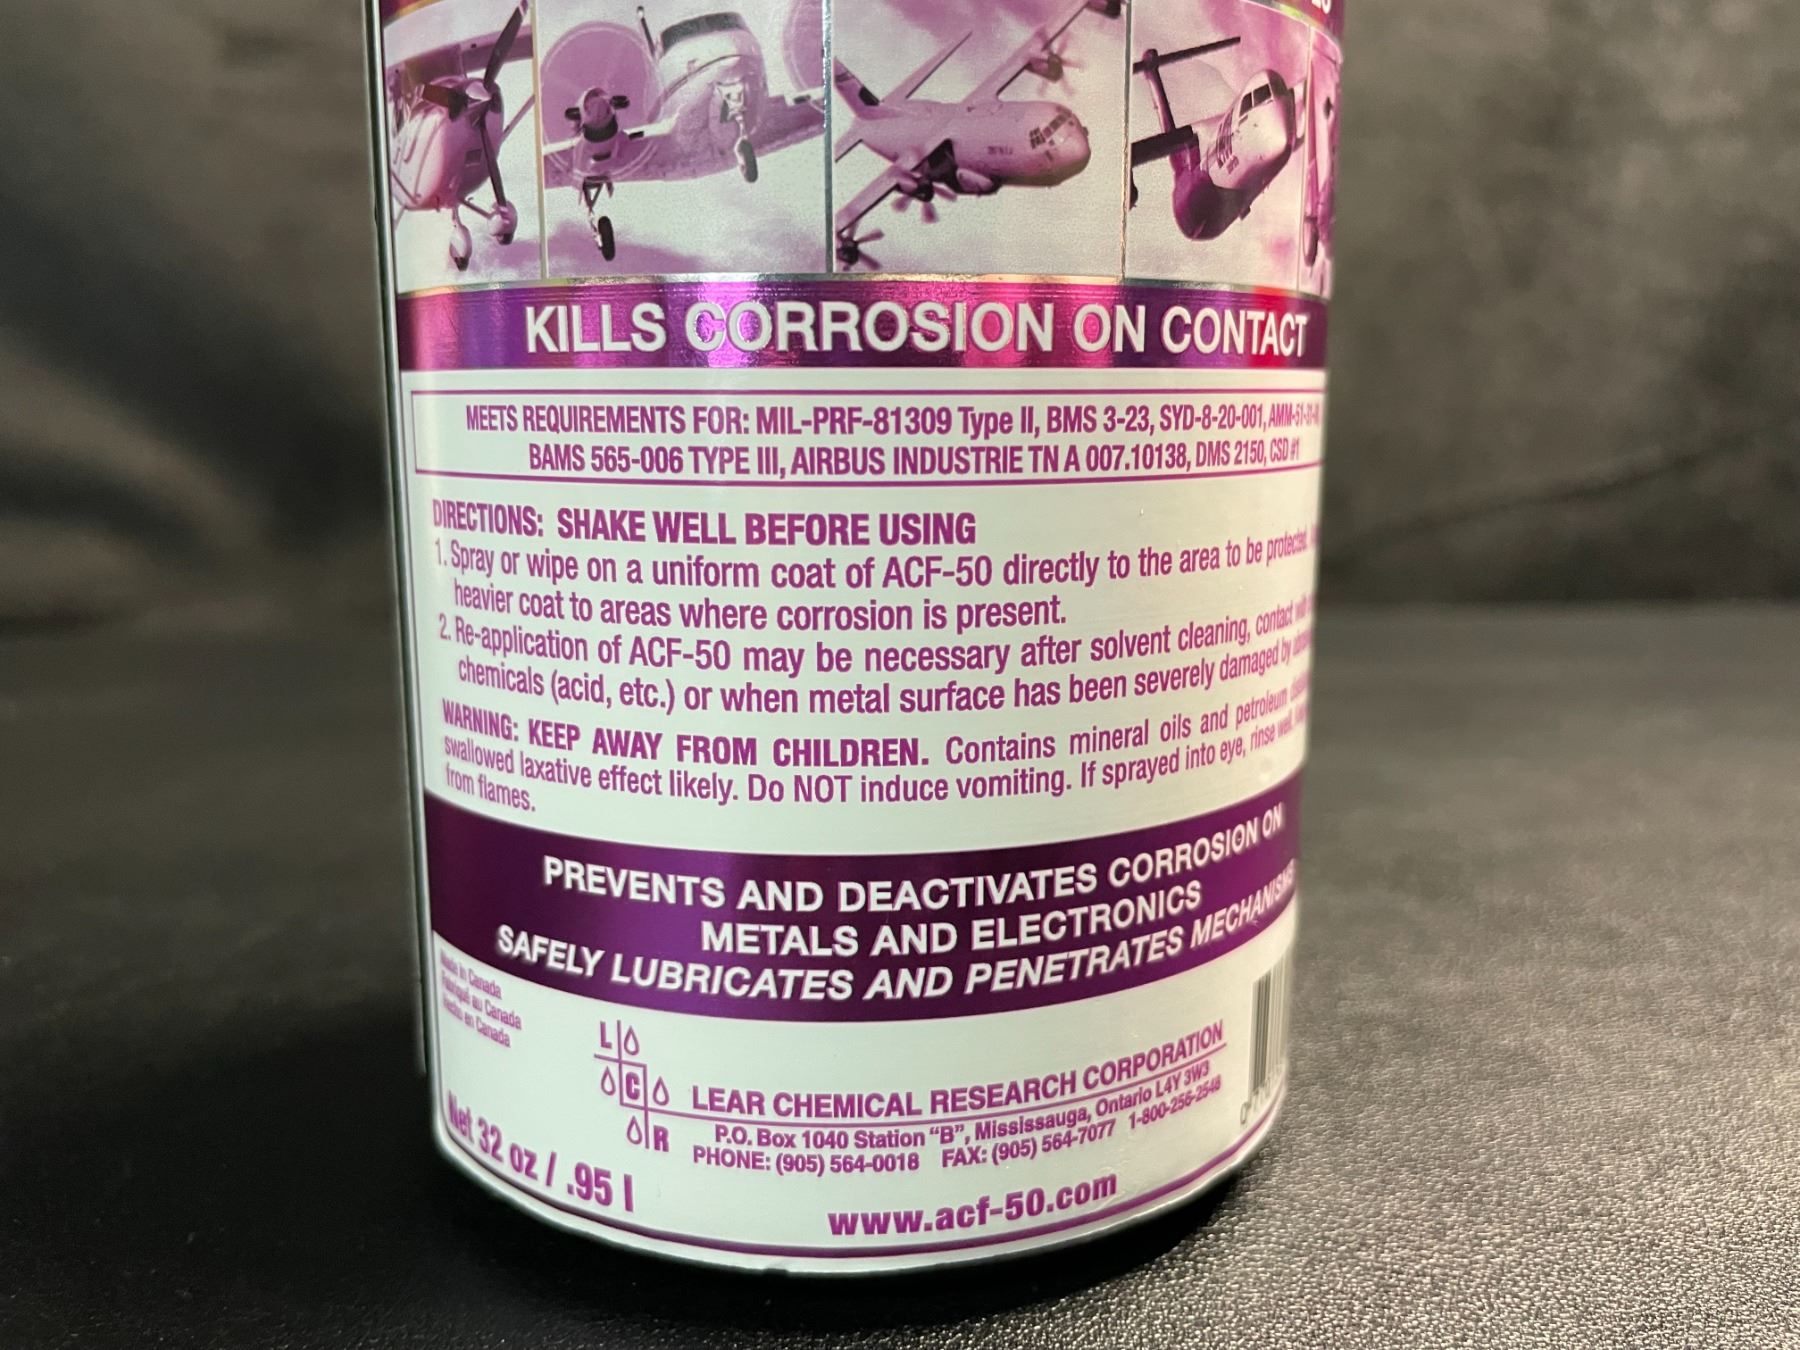 KILLS CORROSION ON CONTACT
MEETS REQUIREMENTS FOR: MIL-PRF-81309 Type II, BMS 3-23, SYD-8-20-001,
BAMS 565-006 TYPE III, AIRBUS INDUSTRIE TN A 007.10138, DMS 2150, CSD #1
DIRECTIONS: SHAKE WELL BEFORE USING
1. Spray or wipe on a uniform coat of ACF-50 directly to the area to be protected.
heavier coat to areas where corrosion is present.
2. Re-application of ACF-50 may be necessary after solvent cleaning, contact
chemicals (acid, etc.) or when metal surface has been severely damaged by
WARNING: KEEP AWAY FROM CHILDREN. Contains mineral oils and petroleum
swallowed laxative effect likely. Do NOT induce vomiting. If sprayed into eye, rinse well.
from flames.
PREVENTS AND DEACTIVATES CORROSION ON
METALS AND ELECTRONICS
SAFELY LUBRICATES AND PENETRATES MECHANISMS
Made in Canada
Fabriqué au Canada
Hecho en Canada
L
C
R
LEAR CHEMICAL RESEARCH CORPORATION
P.O. Box 1040 Station "B", Mississauga, Ontario L4Y 3W3
PHONE: (905) 564-0018 FAX: (905) 564-7077 1-800-256-2548
Net 32 oz / .95 l
www.acf-50.com